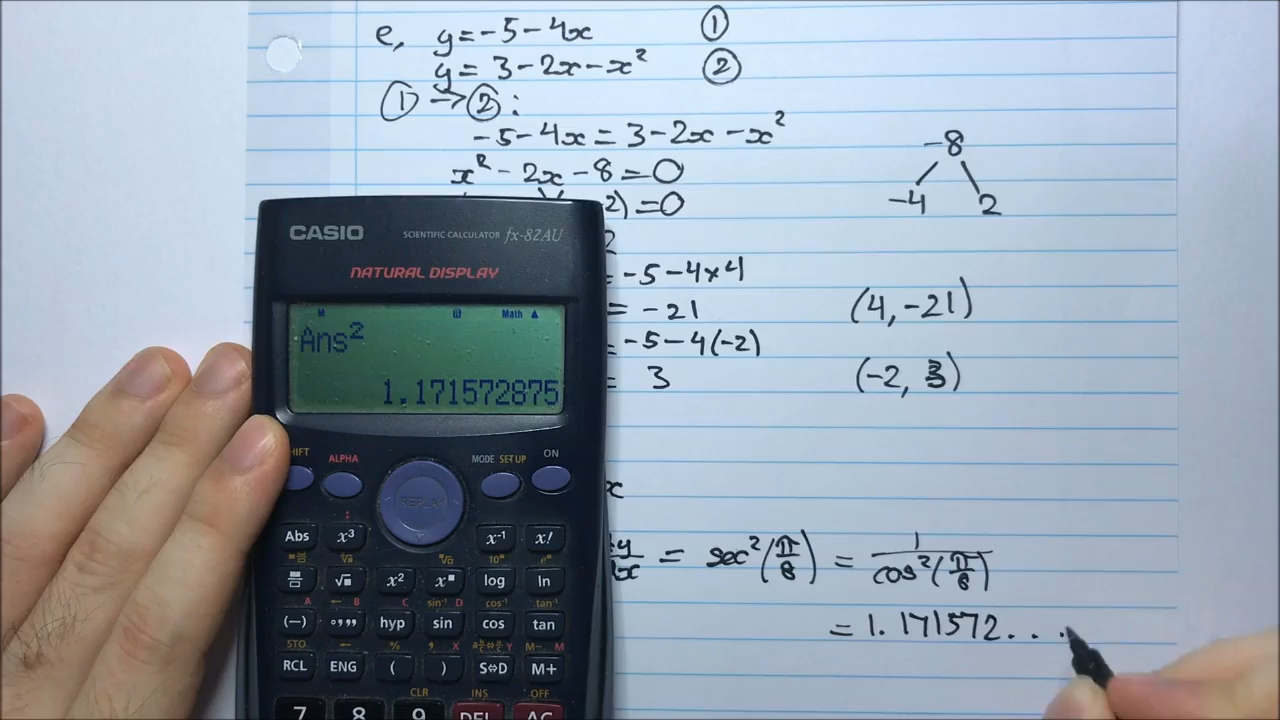 e, y=-5-4x ①
y= 3-2x-x² ②
①→② :
-5-4x=3-2x-x²
x²-2x-8=0
2)=0
2
-8
-4 2
= -5-4×4
= -21
(4,-21)
= -5-4(-2)
= 3
(-2, 3)
x
= sec²(π/8) = 1/cos²(π/8)
= 1.171572...
CASIO
SCIENTIFIC CALCULATOR fx-82AU
NATURAL DISPLAY
M Math ▲
Ans²
1.171572875
SHIFT ALPHA MODE SETUP ON
REPLAY
Abs x³ x⁻¹ x!
√ x² log ln
(−) °’” hyp sin cos tan
STO
RCL ENG ( ) S⇔D M+
CLR INS OFF
7 8 9 DEL AC